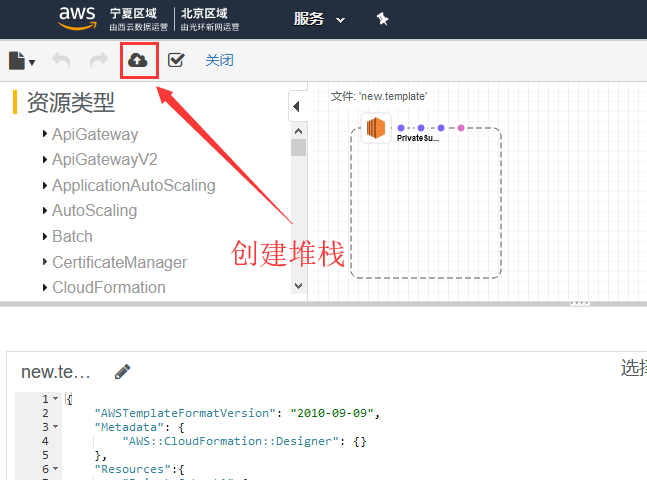 aws 宁夏区域 北京区域 服务
由西云数据运营 由光环新网运营
关闭
资源类型
文件: 'new.template'
ApiGateway
PrivateSu...
ApiGatewayV2
ApplicationAutoScaling
AutoScaling
Batch
创建堆栈
CertificateManager
CloudFormation
new.te...
选择
1 {
2 "AWSTemplateFormatVersion": "2010-09-09",
3 "Metadata": {
4 "AWS::CloudFormation::Designer": {}
5 },
6 "Resources":{